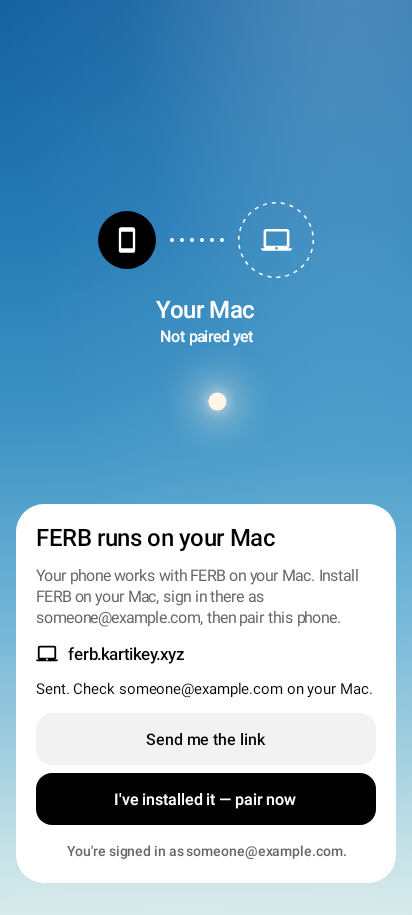 Your Mac
Not paired yet
FERB runs on your Mac
Your phone works with FERB on your Mac. Install
FERB on your Mac, sign in there as
someone@example.com, then pair this phone.
ferb.kartikey.xyz
Sent. Check someone@example.com on your Mac.
Send me the link
I've installed it — pair now
You're signed in as someone@example.com.